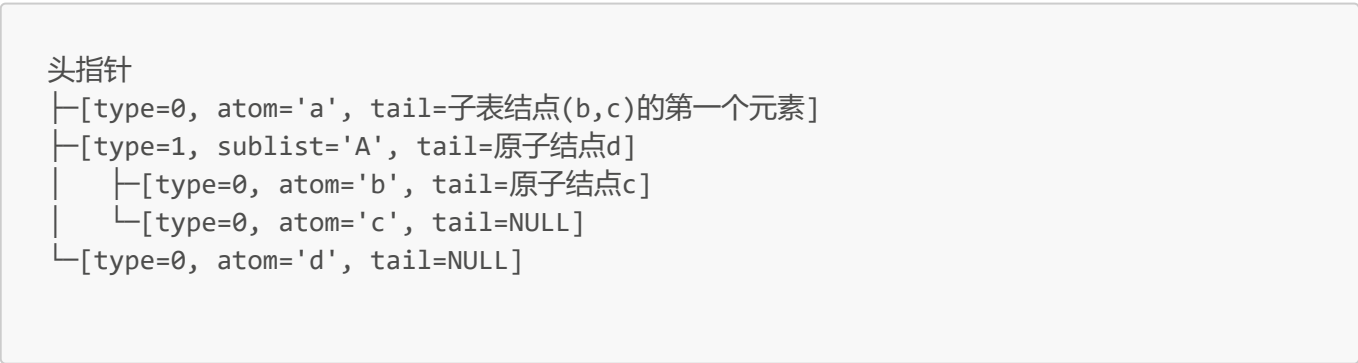 头指针
├─[type=0, atom='a', tail=子表结点(b,c)的第一个元素]
├─[type=1, sublist='A', tail=原子结点d]
│   ├─[type=0, atom='b', tail=原子结点c]
│   └─[type=0, atom='c', tail=NULL]
└─[type=0, atom='d', tail=NULL]